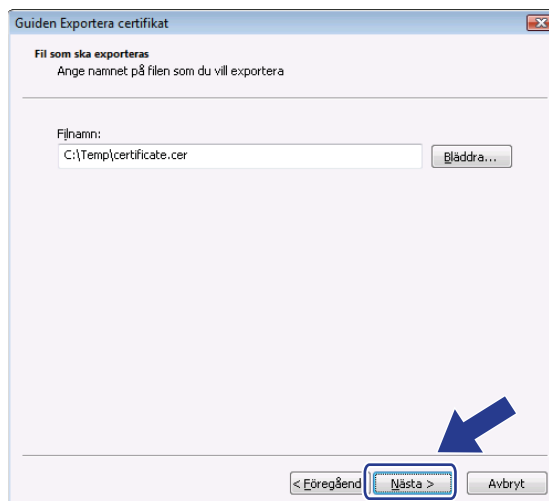 Guiden Exportera certifikat
Fil som ska exporteras
Ange namnet på filen som du vill exportera
Filnamn:
C:\Temp\certificate.cer
Bläddra...
< Föregåend
Nästa >
Avbryt